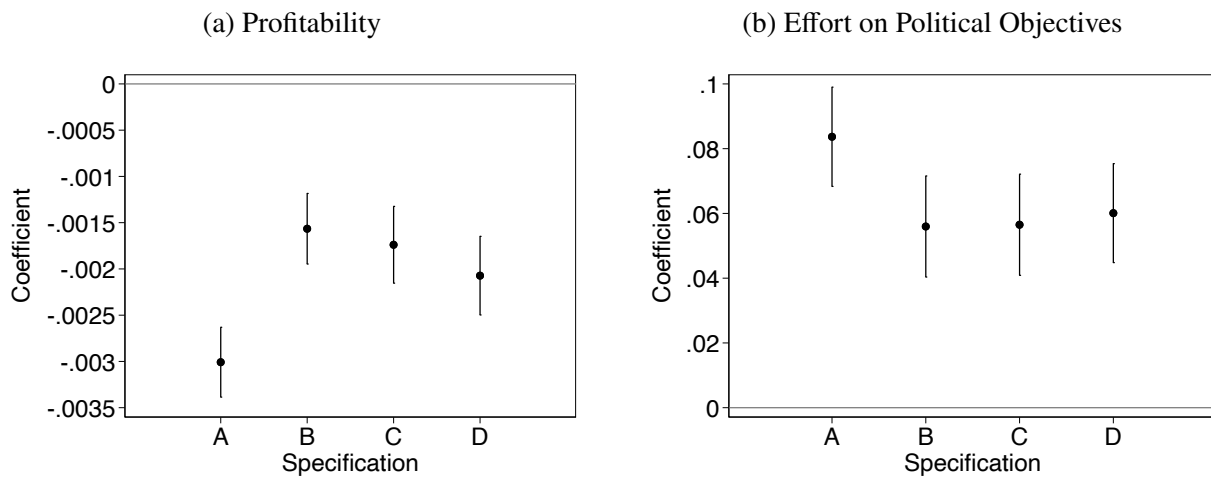 (a) Profitability
0
-.0005
-.001
-.0015
-.002
-.0025
-.003
-.0035
Coefficient
A B C D
Specification
(b) Effort on Political Objectives
.1
.08
.06
.04
.02
0
Coefficient
A B C D
Specification